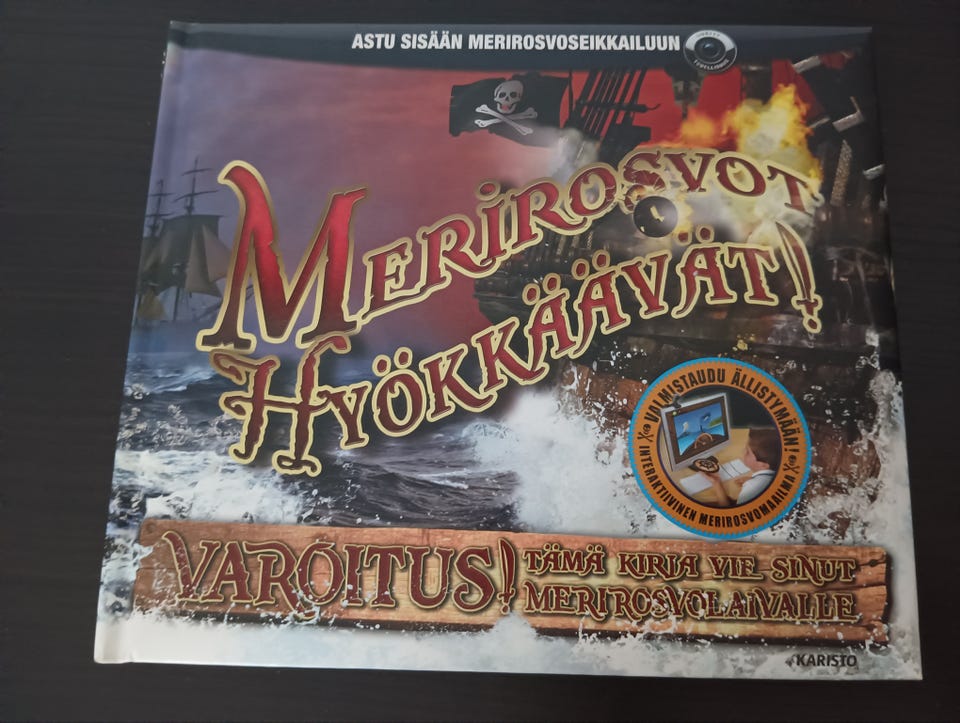 ASTU SISÄÄN MERIROSVOSEIKKAILUUN
MERIROSVOT
HYÖKKÄÄVÄT!
VALMISTAUDU ÄLLISTYMÄÄN!
INTERAKTIIVINEN MERIROSVOMAAILMA
VAROITUS!
TÄMÄ KIRJA VIE SINUT
MERIROSVOLAIVALLE
KARISTO